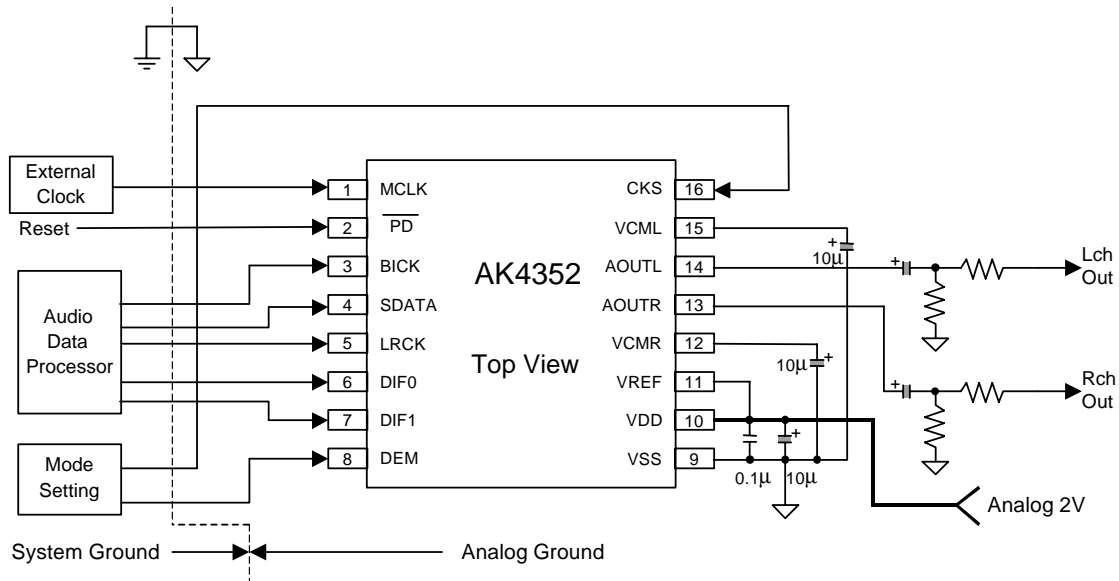 External
Clock
Reset
Audio
Data
Processor
Mode
Setting
1 MCLK
2 PD
3 BICK
4 SDATA
5 LRCK
6 DIF0
7 DIF1
8 DEM
AK4352
Top View
CKS 16
VCML 15
AOUTL 14
AOUTR 13
VCMR 12
VREF 11
VDD 10
VSS 9
+
10µ
+
10µ
+
0.1µ
10µ
+
Lch
Out
+
Rch
Out
Analog 2V
System Ground
Analog Ground